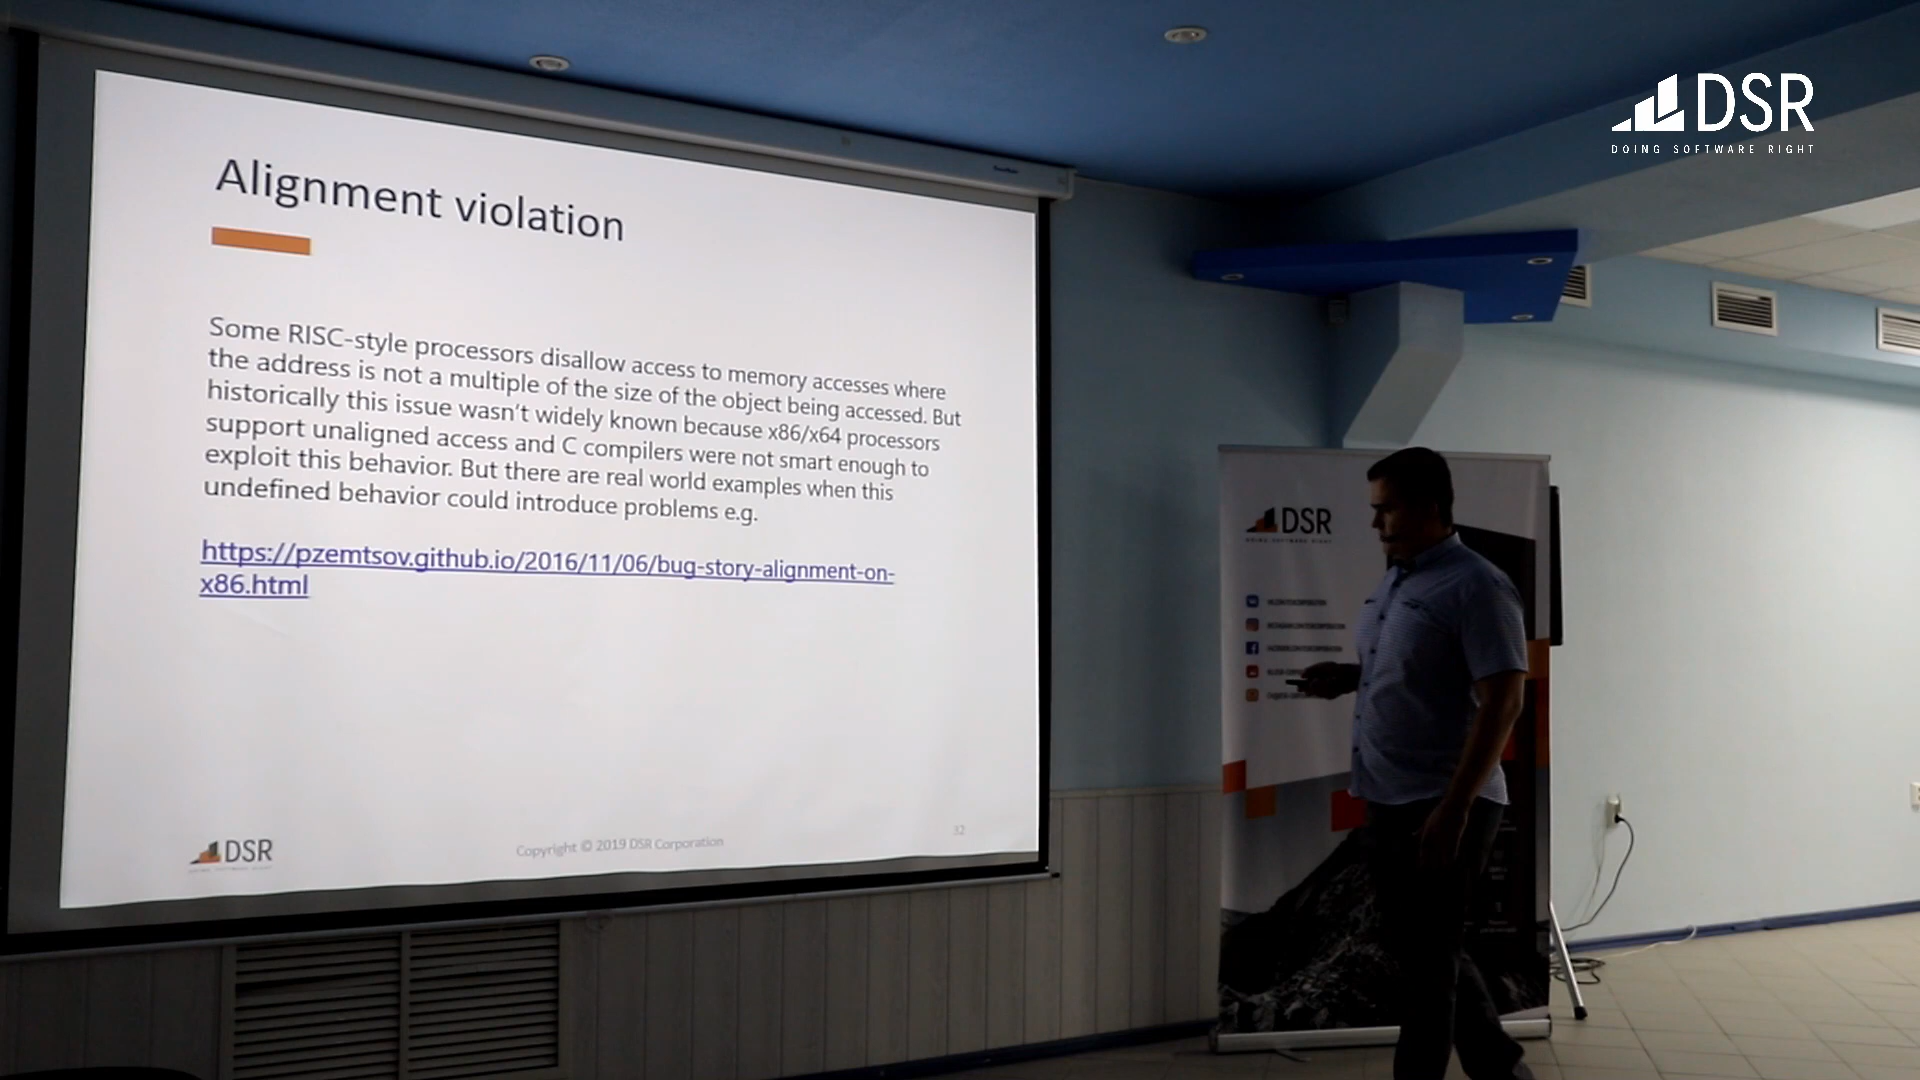 Alignment violation
Some RISC-style processors disallow access to memory accesses where
the address is not a multiple of the size of the object being accessed. But
historically this issue wasn't widely known because x86/x64 processors
support unaligned access and C compilers were not smart enough to
exploit this behavior. But there are real world examples when this
undefined behavior could introduce problems e.g.
https://pzemtsov.github.io/2016/11/06/bug-story-alignment-on-
x86.html
DSR
Copyright © 2019 DSR Corporation
32
DSR
DOING SOFTWARE RIGHT
DSR
DOING SOFTWARE RIGHT